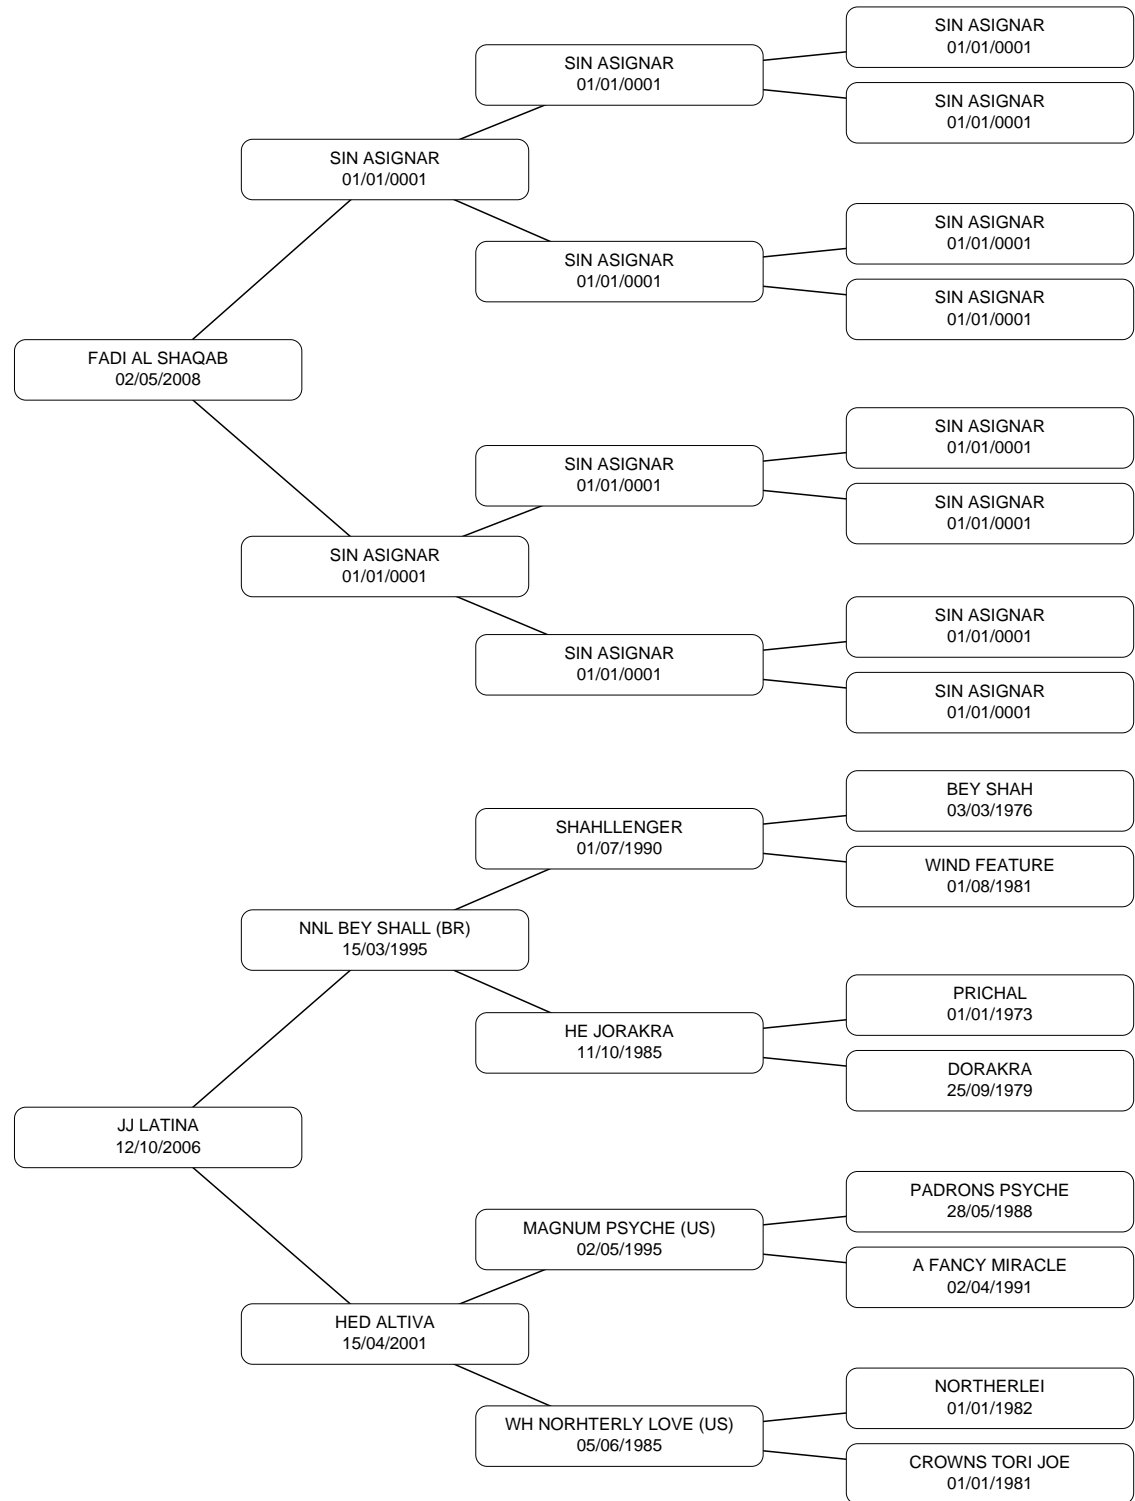 SIN ASIGNAR
01/01/0001
SIN ASIGNAR
01/01/0001
SIN ASIGNAR
01/01/0001
SIN ASIGNAR
01/01/0001
SIN ASIGNAR
01/01/0001
SIN ASIGNAR
01/01/0001
SIN ASIGNAR
01/01/0001
FADI AL SHAQAB
02/05/2008
SIN ASIGNAR
01/01/0001
SIN ASIGNAR
01/01/0001
SIN ASIGNAR
01/01/0001
SIN ASIGNAR
01/01/0001
SIN ASIGNAR
01/01/0001
SIN ASIGNAR
01/01/0001
SIN ASIGNAR
01/01/0001
BEY SHAH
03/03/1976
SHAHLLENGER
01/07/1990
WIND FEATURE
01/08/1981
NNL BEY SHALL (BR)
15/03/1995
PRICHAL
01/01/1973
HE JORAKRA
11/10/1985
DORAKRA
25/09/1979
JJ LATINA
12/10/2006
PADRONS PSYCHE
28/05/1988
MAGNUM PSYCHE (US)
02/05/1995
A FANCY MIRACLE
02/04/1991
HED ALTIVA
15/04/2001
NORTHERLEI
01/01/1982
WH NORHTERLY LOVE (US)
05/06/1985
CROWNS TORI JOE
01/01/1981